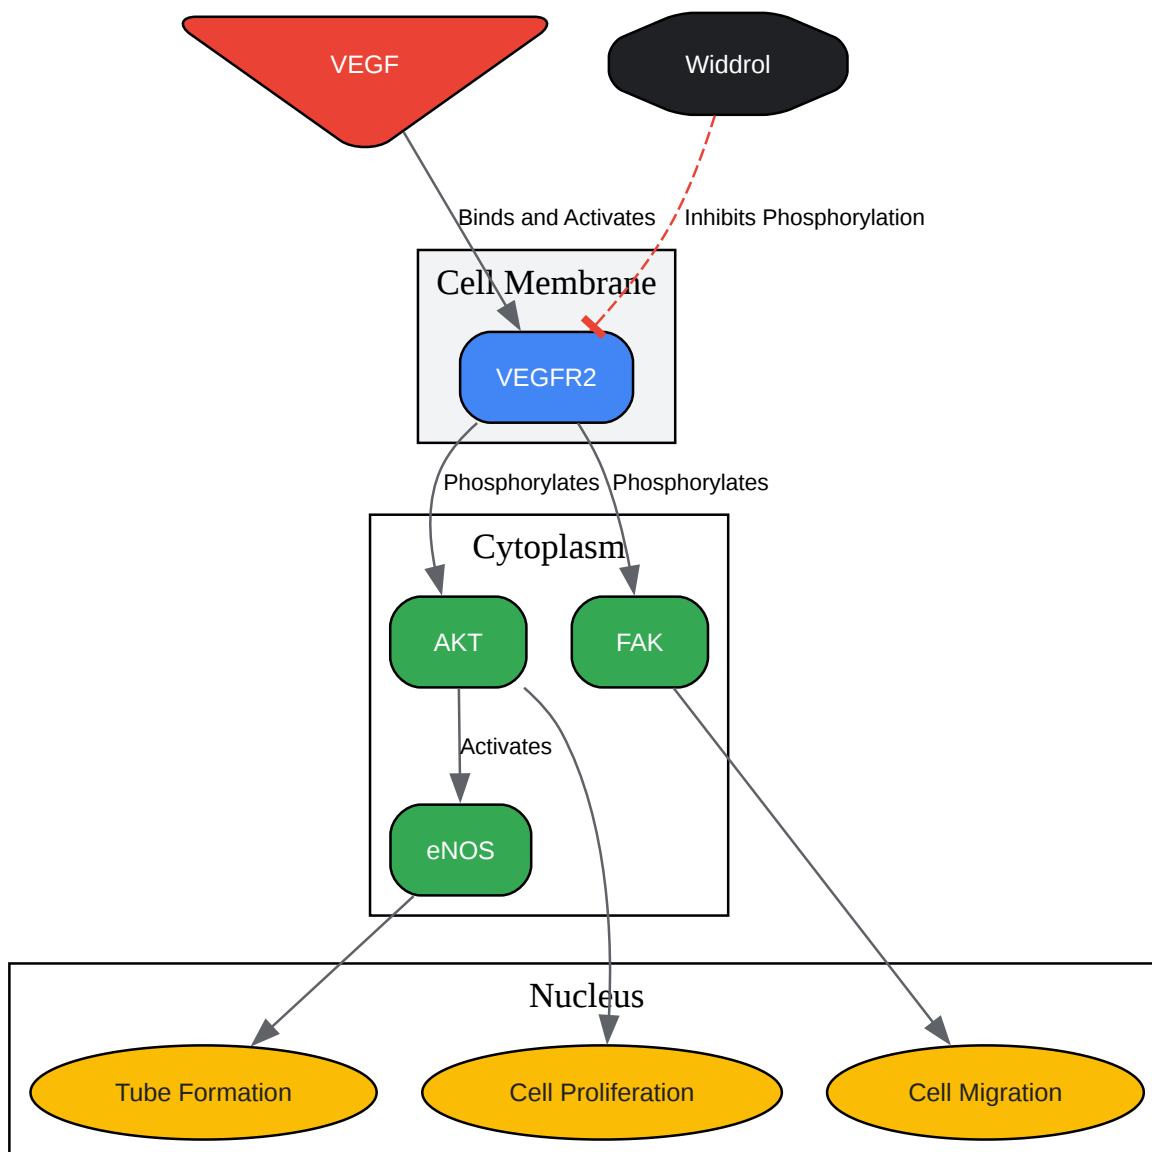 VEGF
Widdrol
Binds and Activates
Inhibits Phosphorylation
Cell Membrane
VEGFR2
Phosphorylates
Phosphorylates
Cytoplasm
AKT
FAK
Activates
eNOS
Nucleus
Tube Formation
Cell Proliferation
Cell Migration